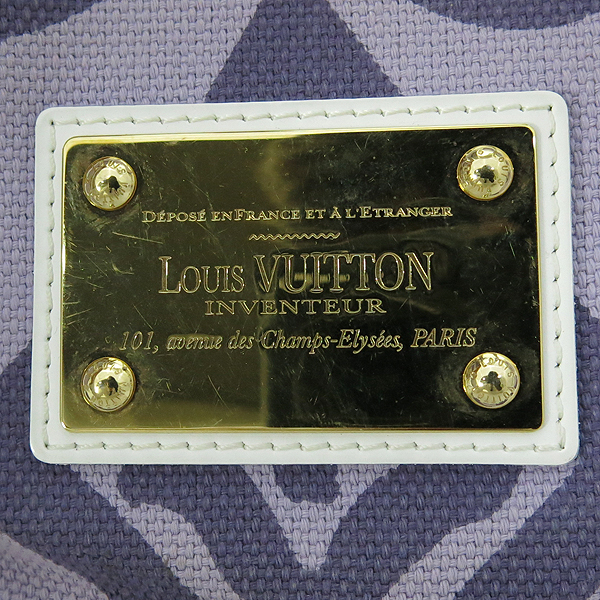 DÉPOSÉ EN FRANCE ET À L'ETRANGER
LOUIS VUITTON
INVENTEUR
101, avenue des Champs-Elysées, PARIS